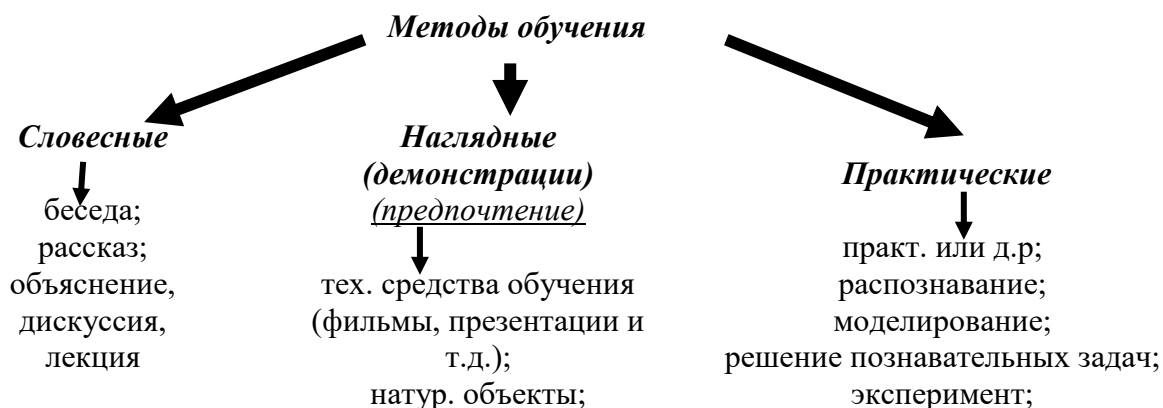 Методы обучения
Словесные
беседа;
рассказ;
объяснение,
дискуссия,
лекция
Наглядные
(демонстрации)
(предпочтение)
тех. средства обучения
(фильмы, презентации и
т.д.);
натур. объекты;
Практические
практ. или д.р;
распознавание;
моделирование;
решение познавательных задач;
эксперимент;